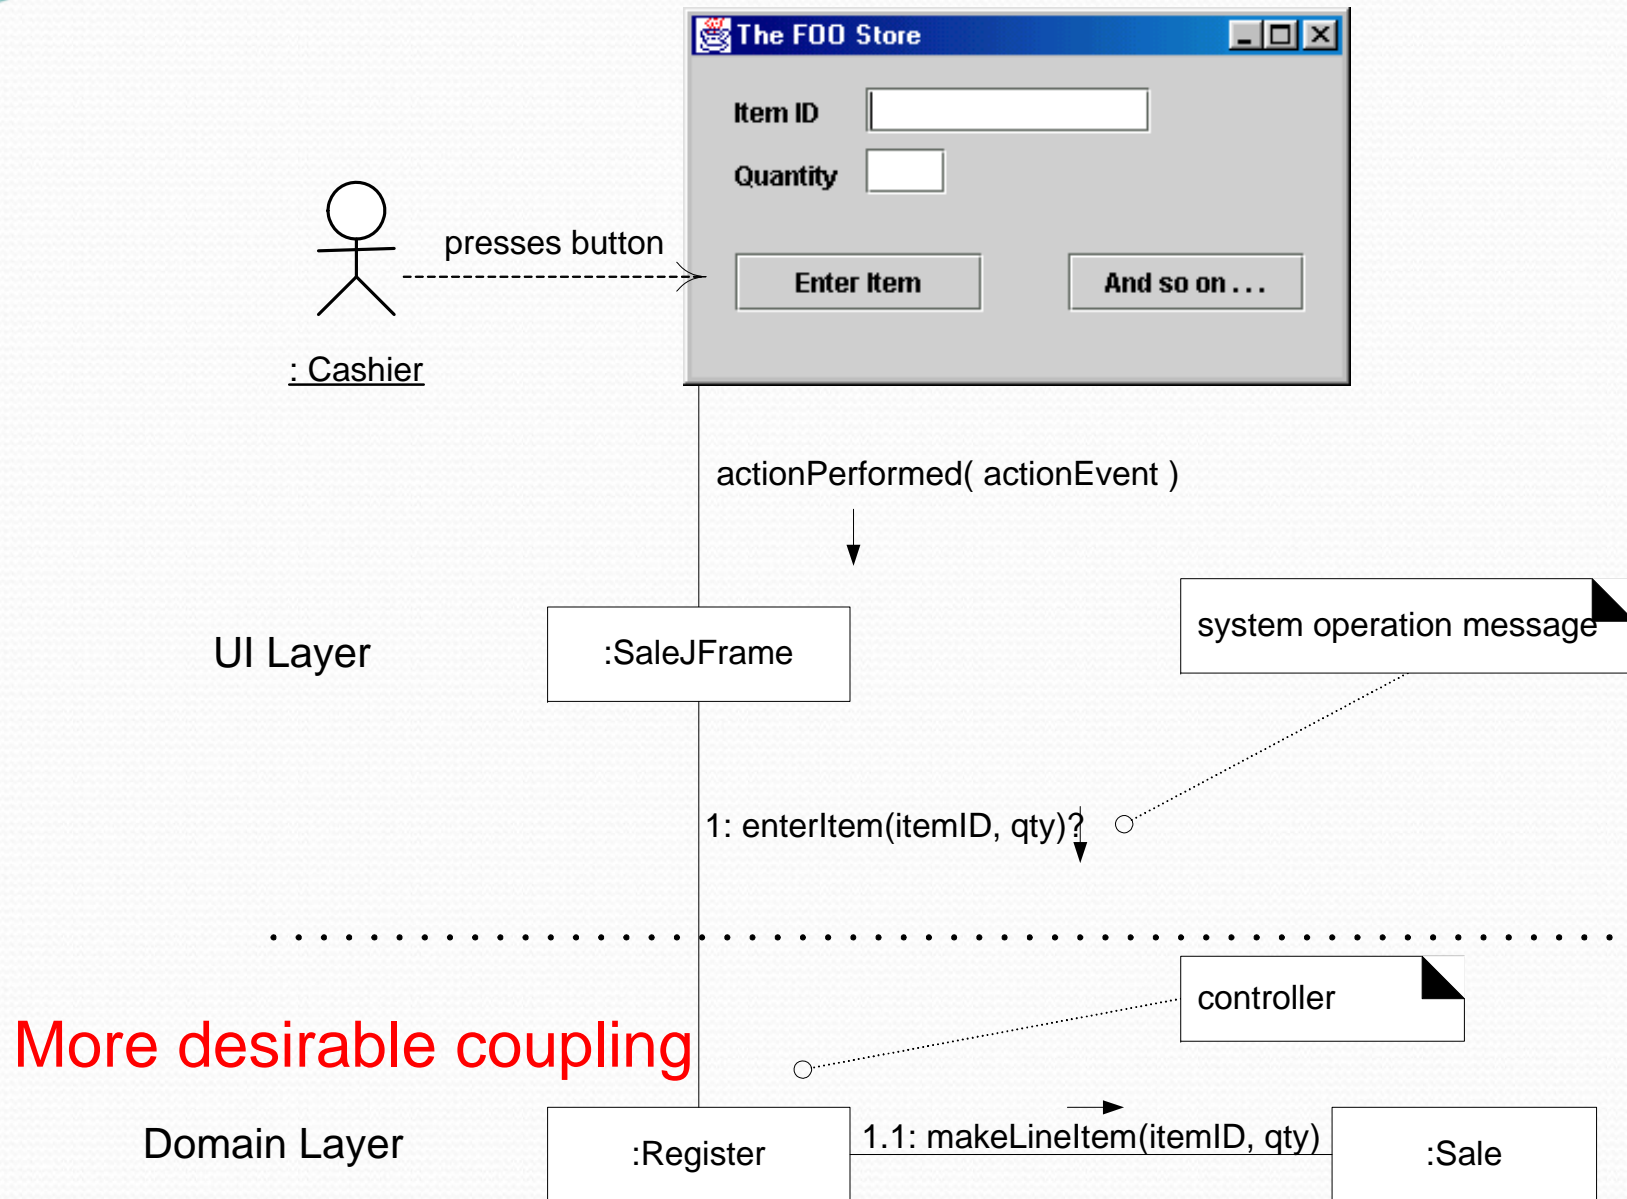 The FOO Store
Item ID
Quantity
presses button
Enter Item
And so on . . .
: Cashier
actionPerformed( actionEvent )
system operation message
UI Layer
:SaleJFrame
1: enterItem(itemID, qty)?
controller
More desirable coupling
1.1: makeLineItem(itemID, qty)
Domain Layer
:Register
:Sale